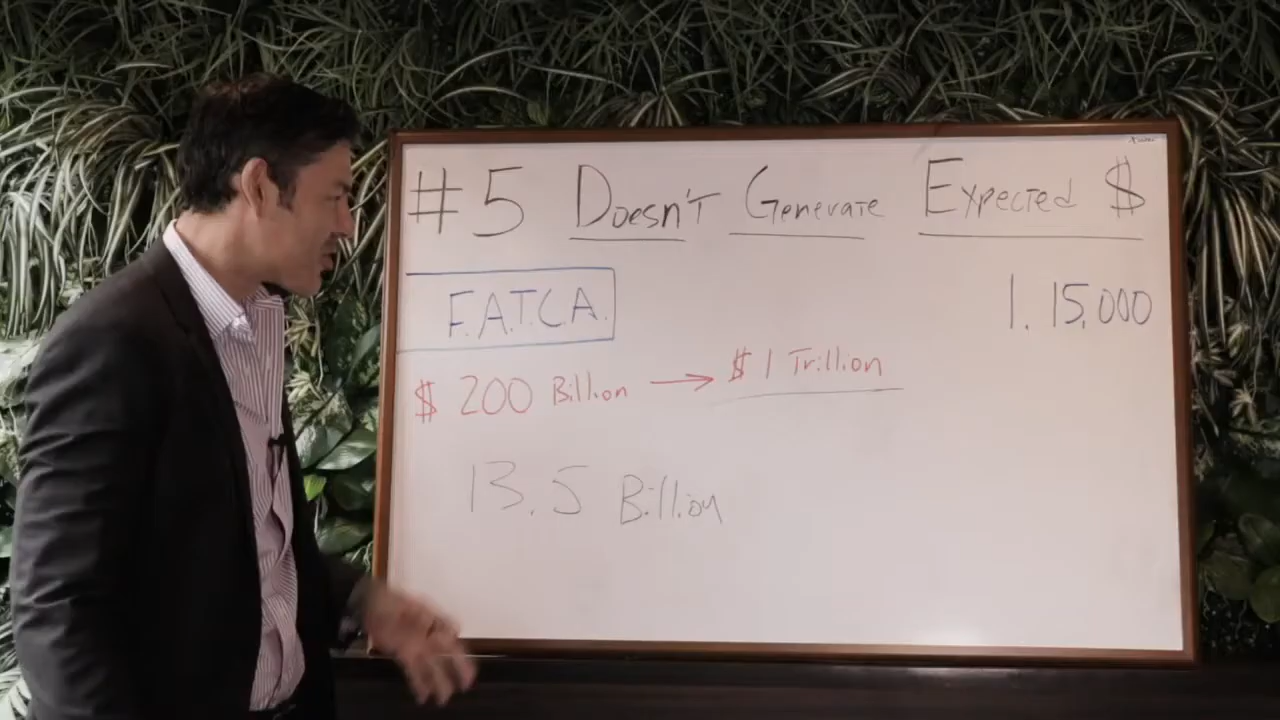 #5 Doesn't Generate Expected $
F.A.T.C.A.
1. 15,000
$ 200 Billion → $ 1 Trillion
13.5 Billion